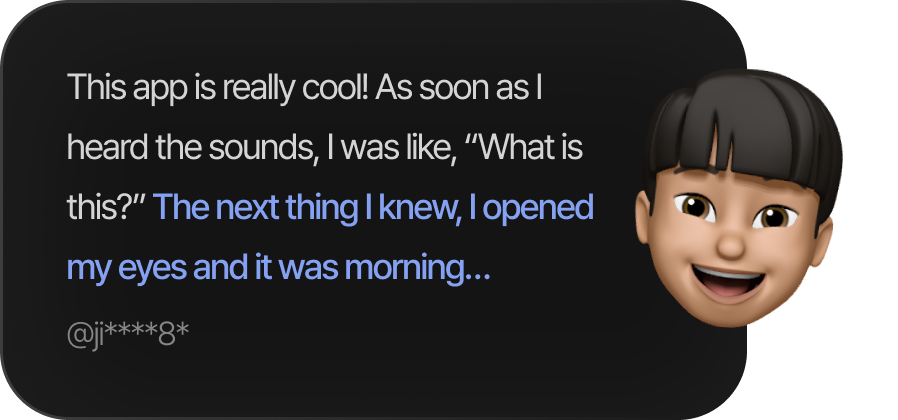 This app is really cool! As soon as I
heard the sounds, I was like, “What is
this?” The next thing I knew, I opened
my eyes and it was morning...
@ji****8*